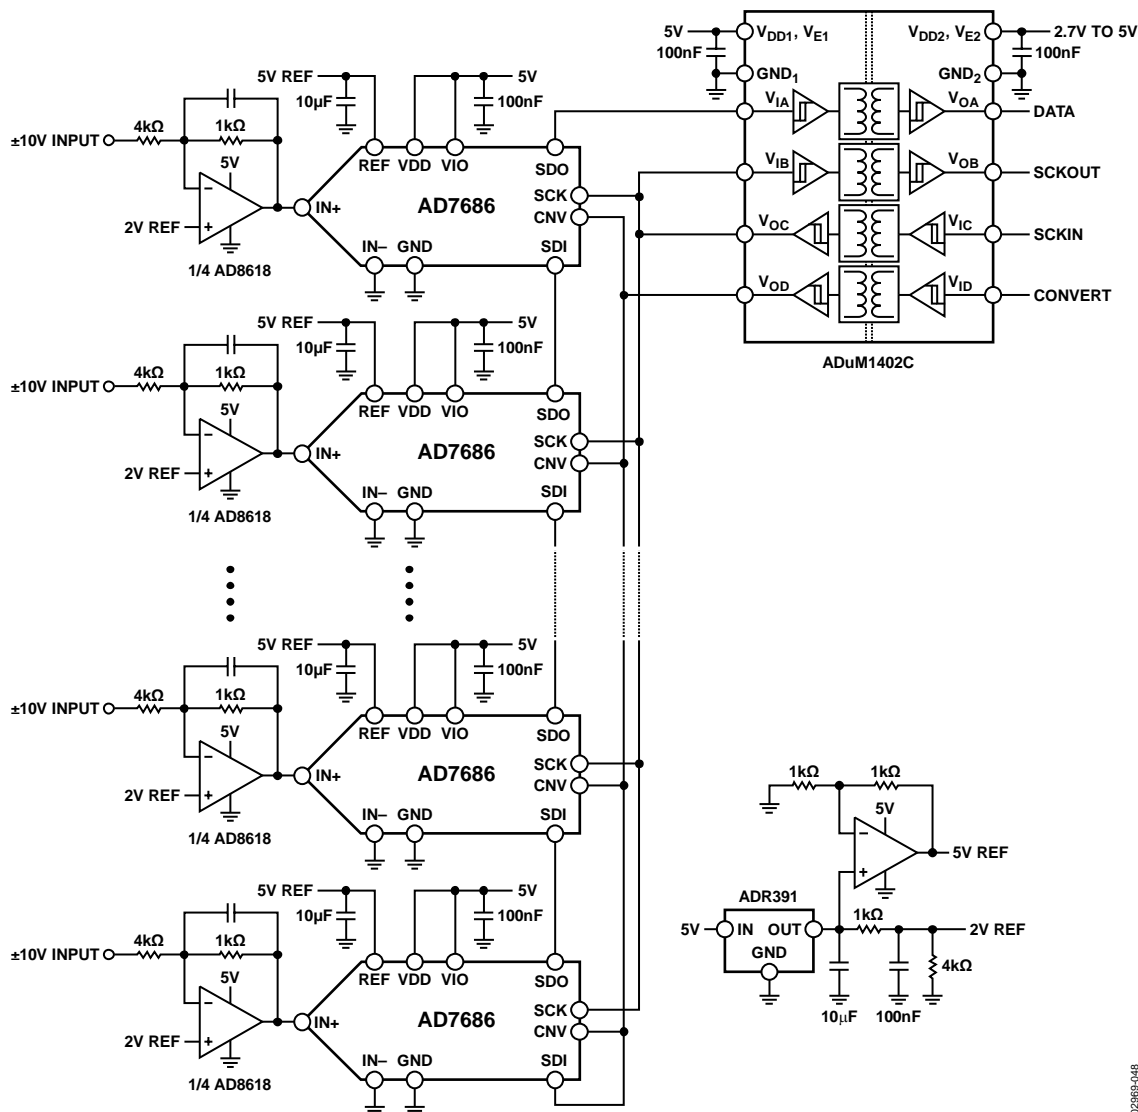 5V
100nF
VDD1, VE1
GND1
VDD2, VE2
GND2
2.7V TO 5V
100nF
VIA
VOA
DATA
VIB
VOB
SCKOUT
VOC
VIC
SCKIN
VOD
VID
CONVERT
ADuM1402C
5V REF
10µF
5V
100nF
4kΩ
1kΩ
±10V INPUT
5V
–
+
2V REF
1/4 AD8618
REF VDD VIO
SDO
SCK
CNV
IN+
AD7686
IN– GND
SDI
5V REF
10µF
5V
100nF
4kΩ
1kΩ
±10V INPUT
5V
–
+
2V REF
1/4 AD8618
REF VDD VIO
SDO
SCK
CNV
IN+
AD7686
IN– GND
SDI
5V REF
10µF
5V
100nF
4kΩ
1kΩ
±10V INPUT
5V
–
+
2V REF
1/4 AD8618
REF VDD VIO
SDO
SCK
CNV
IN+
AD7686
IN– GND
SDI
5V REF
10µF
5V
100nF
4kΩ
1kΩ
±10V INPUT
5V
–
+
2V REF
1/4 AD8618
REF VDD VIO
SDO
SCK
CNV
IN+
AD7686
IN– GND
SDI
1kΩ
1kΩ
5V
–
+
5V REF
ADR391
5V
IN OUT
GND
1kΩ
2V REF
4kΩ
10µF
100nF
02969-048